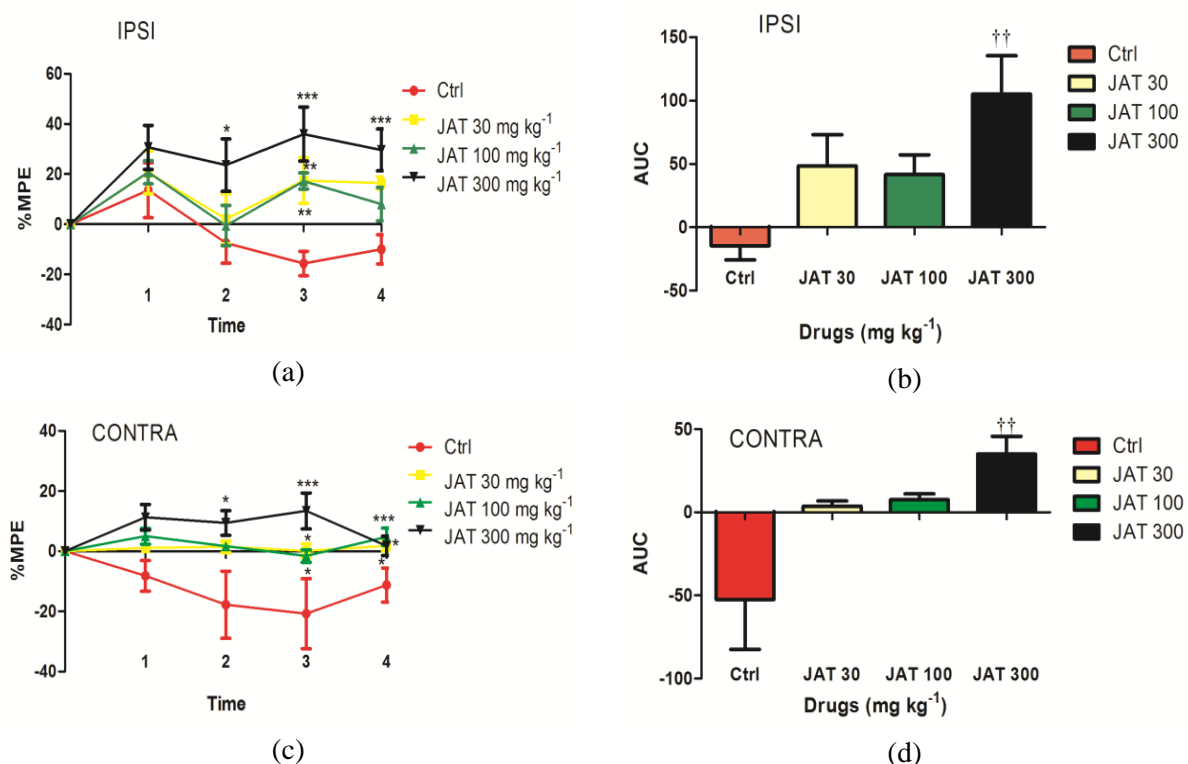 IPSI
60
40
20
0
-20
-40
%MPE
1 2 3 4
Time
* *** *** ** **
Ctrl
JAT 30 mg kg⁻¹
JAT 100 mg kg⁻¹
JAT 300 mg kg⁻¹
(a)
IPSI
150
100
50
0
-50
AUC
††
Ctrl JAT 30 JAT 100 JAT 300
Drugs (mg kg⁻¹)
Ctrl
JAT 30
JAT 100
JAT 300
(b)
CONTRA
40
20
0
-20
-40
%MPE
1 2 3 4
Time
* *** *** * * * *
Ctrl
JAT 30 mg kg⁻¹
JAT 100 mg kg⁻¹
JAT 300 mg kg⁻¹
(c)
CONTRA
50
0
-50
-100
AUC
††
Ctrl JAT 30 JAT 100 JAT 300
Drugs (mg kg⁻¹)
Ctrl
JAT 30
JAT 100
JAT 300
(d)